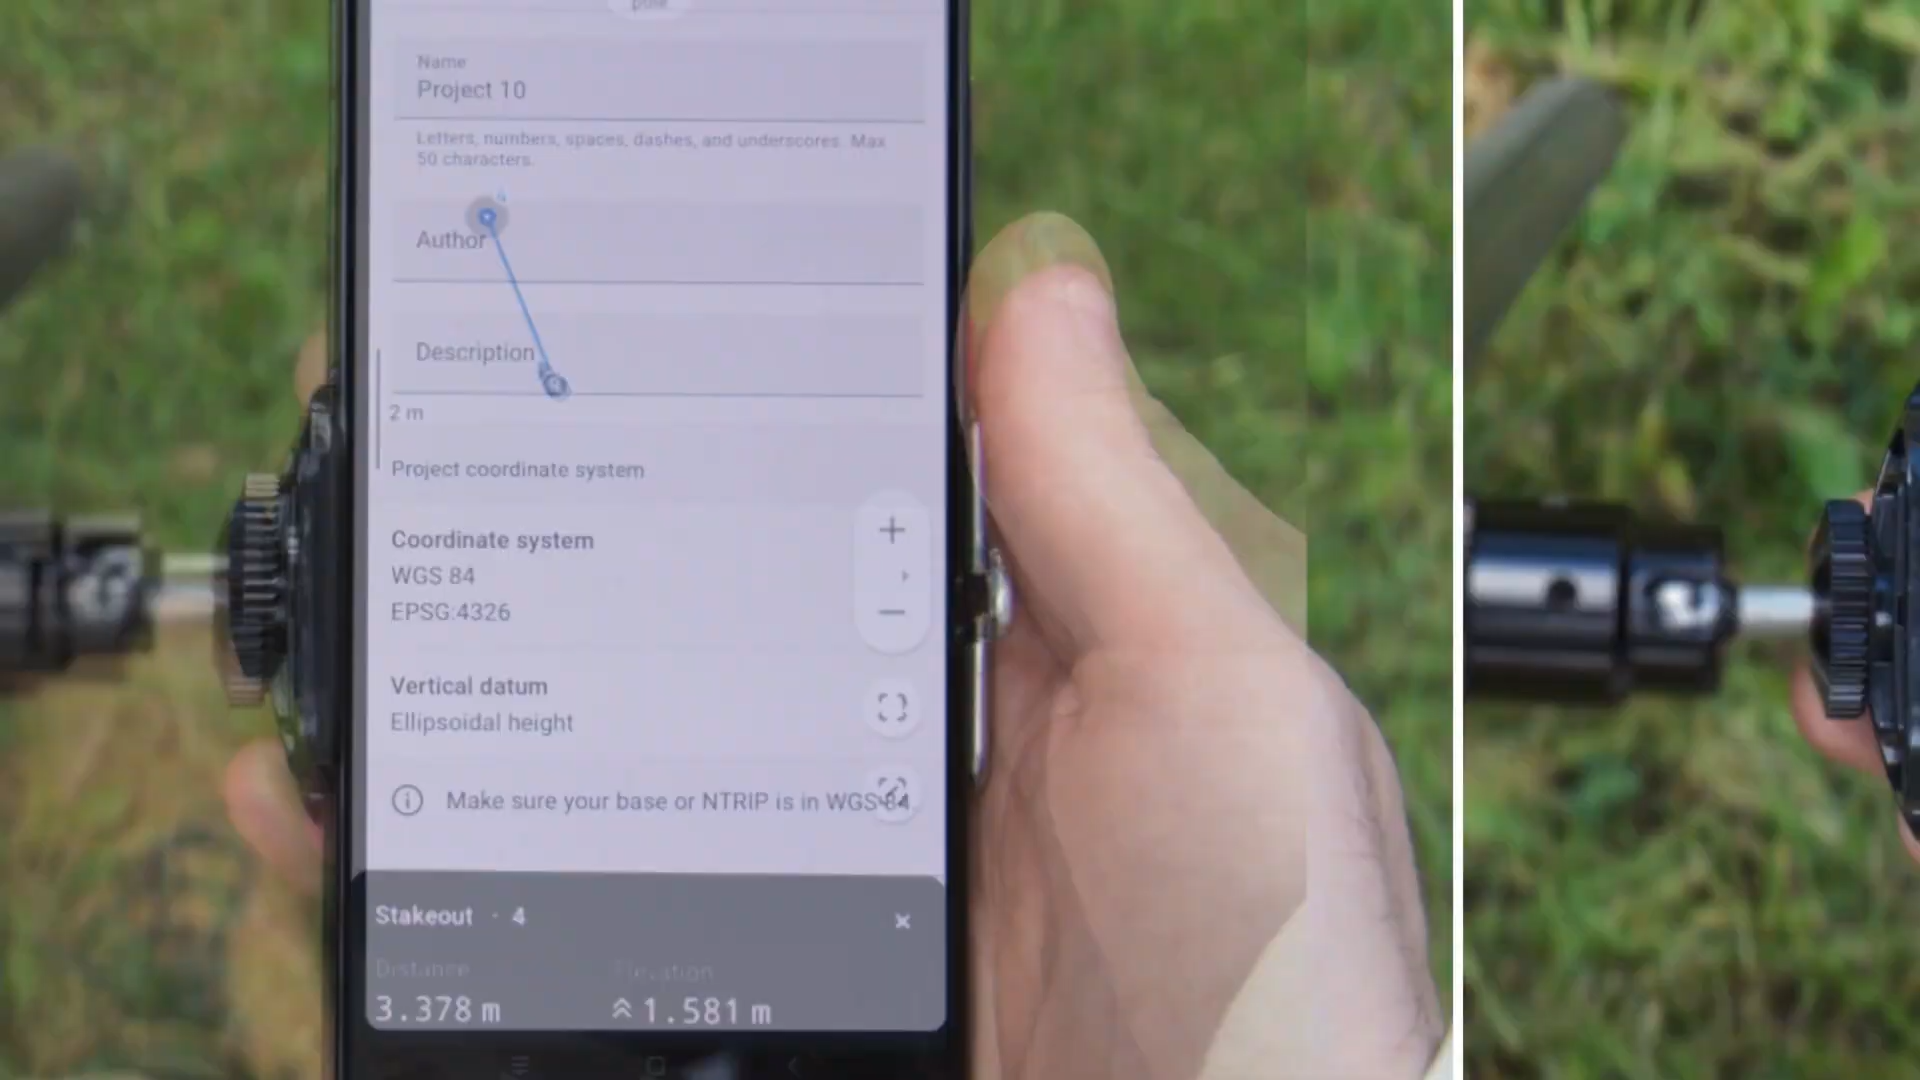 pole
Name
Project 10
Letters, numbers, spaces, dashes, and underscores. Max
50 characters.
4
Author
Description
2 m
Project coordinate system
Coordinate system
WGS 84
EPSG:4326
Vertical datum
Ellipsoidal height
Make sure your base or NTRIP is in WGS 84.
Stakeout · 4
Distance
Elevation
3.378 m
1.581 m